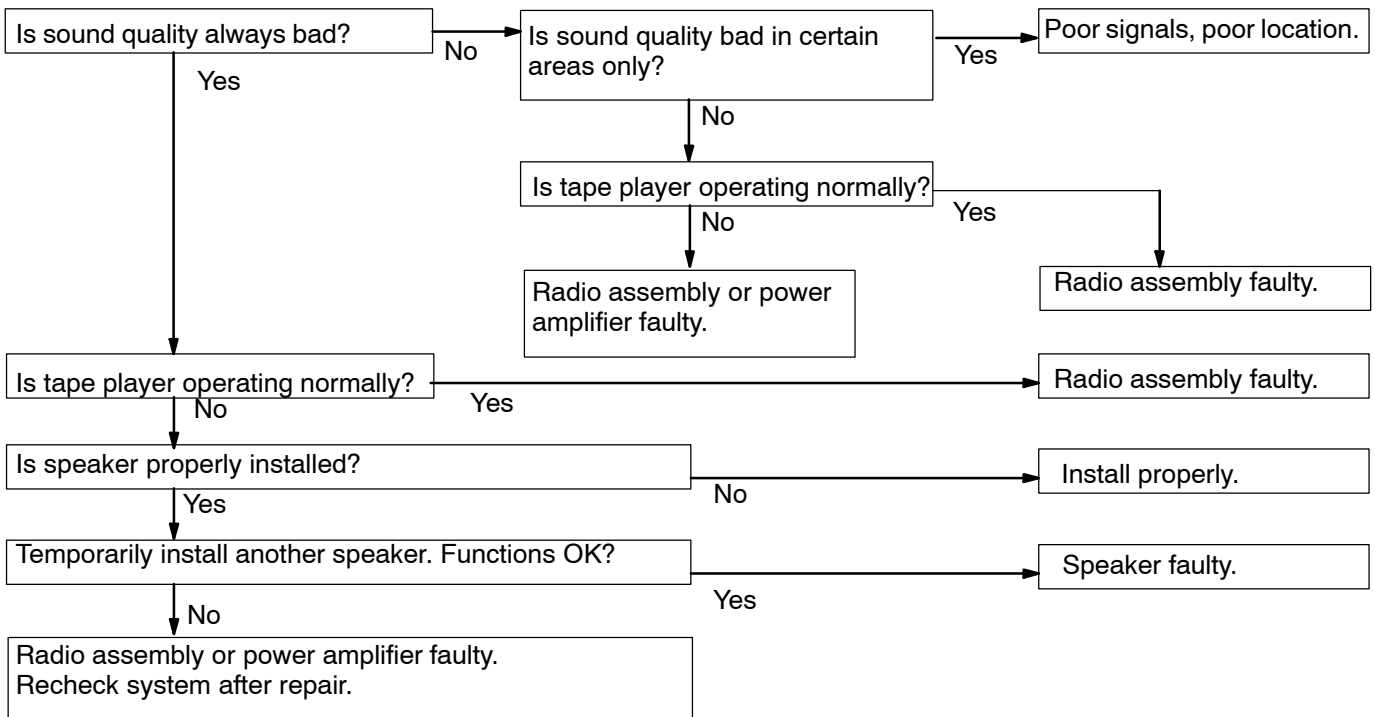 Is sound quality always bad?
No
Is sound quality bad in certain
areas only?
Yes
Poor signals, poor location.
Yes
No
Is tape player operating normally?
Yes
No
Radio assembly or power
amplifier faulty.
Radio assembly faulty.
Is tape player operating normally?
Yes
Radio assembly faulty.
No
Is speaker properly installed?
No
Install properly.
Yes
Temporarily install another speaker. Functions OK?
Yes
Speaker faulty.
No
Radio assembly or power amplifier faulty.
Recheck system after repair.